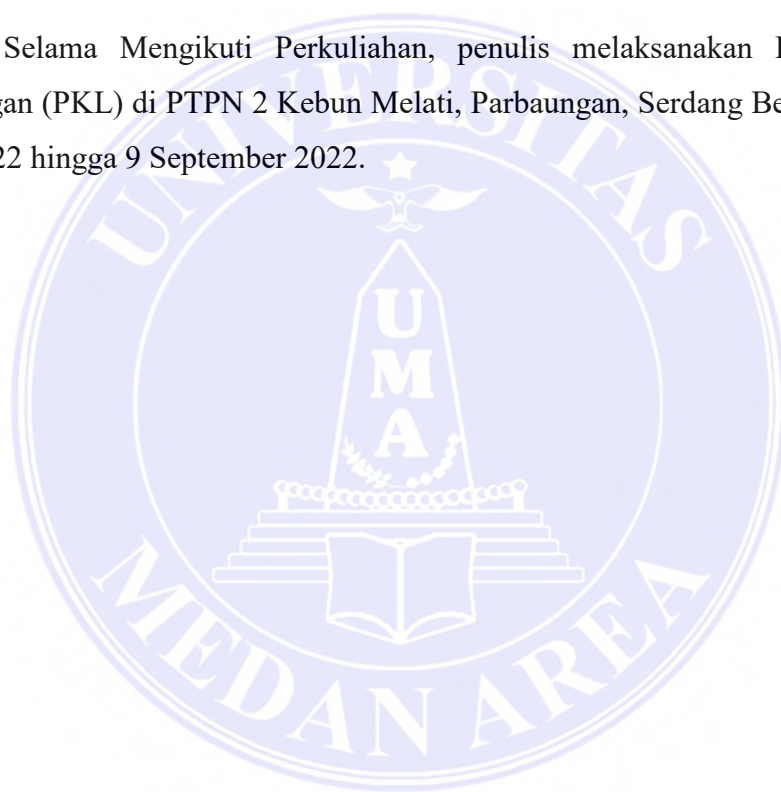 Selama Mengikuti Perkuliahan, penulis melaksanakan
gan (PKL) di PTPN 2 Kebun Melati, Parbaungan, Serdang Be
22 hingga 9 September 2022.
UNIVERSITAS
UMA
MEDAN AREA